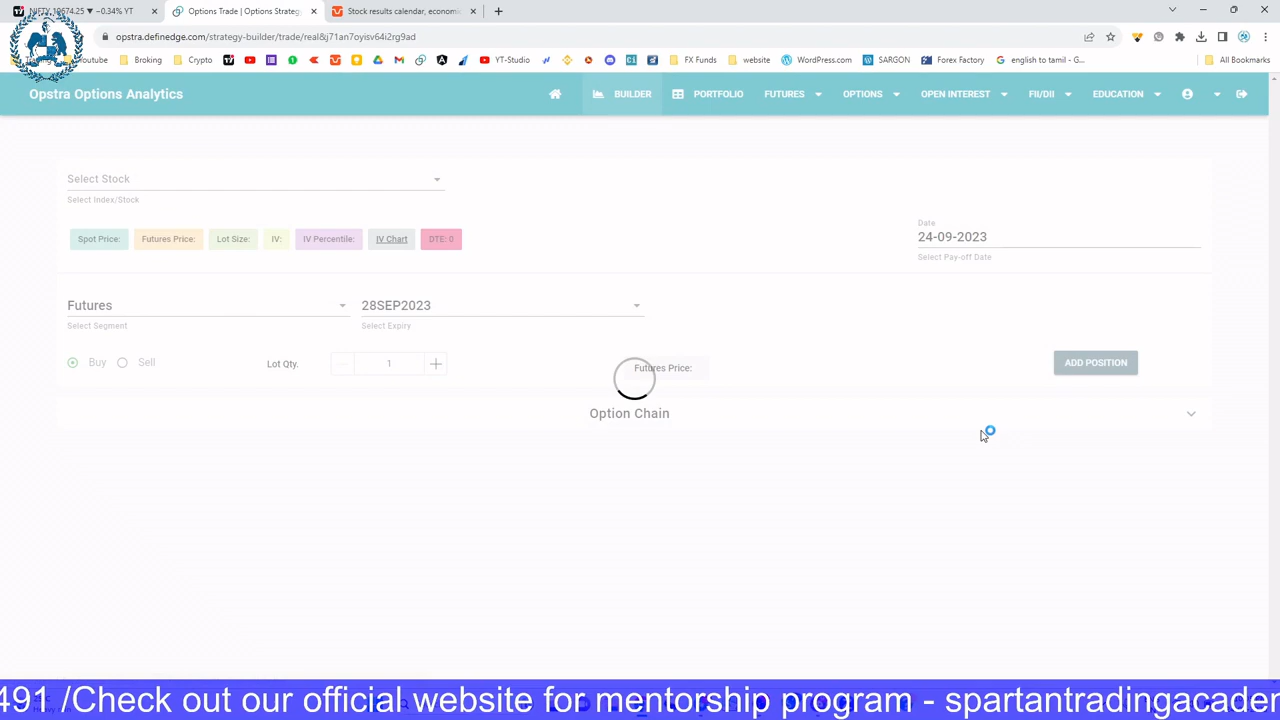 NIFTY 19674.25 ▼ −0.34% YT
Options Trade | Options Strateg
Stock results calendar, economi
opstra.definedge.com/strategy-builder/trade/real&j71an7oyisv64i2rg9ad
Youtube
Broking
Crypto
YT-Studio
FX Funds
website
WordPress.com
SARGON
Forex Factory
english to tamil - G...
All Bookmarks
Opstra Options Analytics
BUILDER
PORTFOLIO
FUTURES
OPTIONS
OPEN INTEREST
FII/DII
EDUCATION
Select Stock
Select Index/Stock
Spot Price:
Futures Price:
Lot Size:
IV:
IV Percentile:
IV Chart
DTE: 0
Date
24-09-2023
Select Pay-off Date
Futures
28SEP2023
Select Segment
Select Expiry
Buy
Sell
Lot Qty.
1
Futures Price:
ADD POSITION
Option Chain
491 /Check out our official website for mentorship program - spartantradingacadem